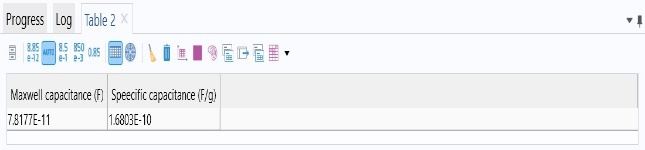 Progress Log Table 2
8.85 e-12 AUTO 8.5 e-1 850 e-3 0.85
Maxwell capacitance (F) Speecific capacitance (F/g)
7.8177E-11 1.6803E-10